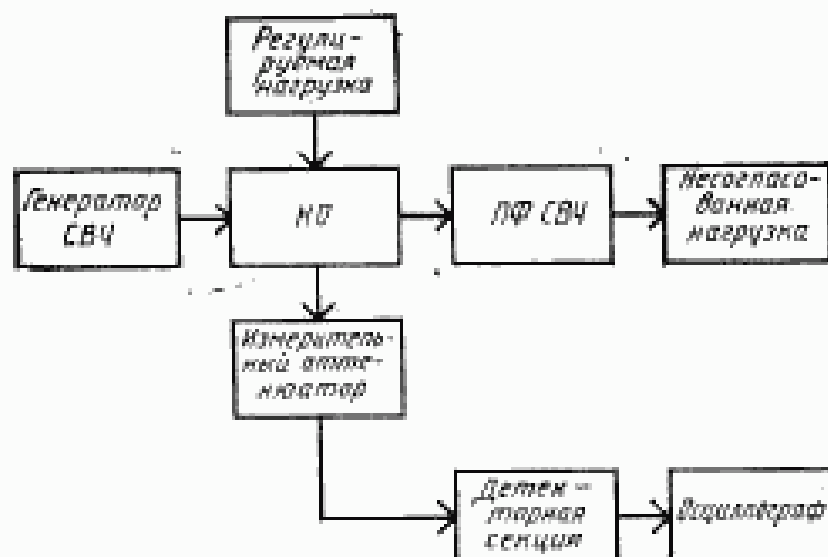 Регули-
руемая
нагрузка
Генератор
СВЧ
НО
ПФ СВЧ
Несогласо-
ванная
нагрузка
Измеритель-
ный атте-
нюатор
Детек-
торная
секция
Осциллограф